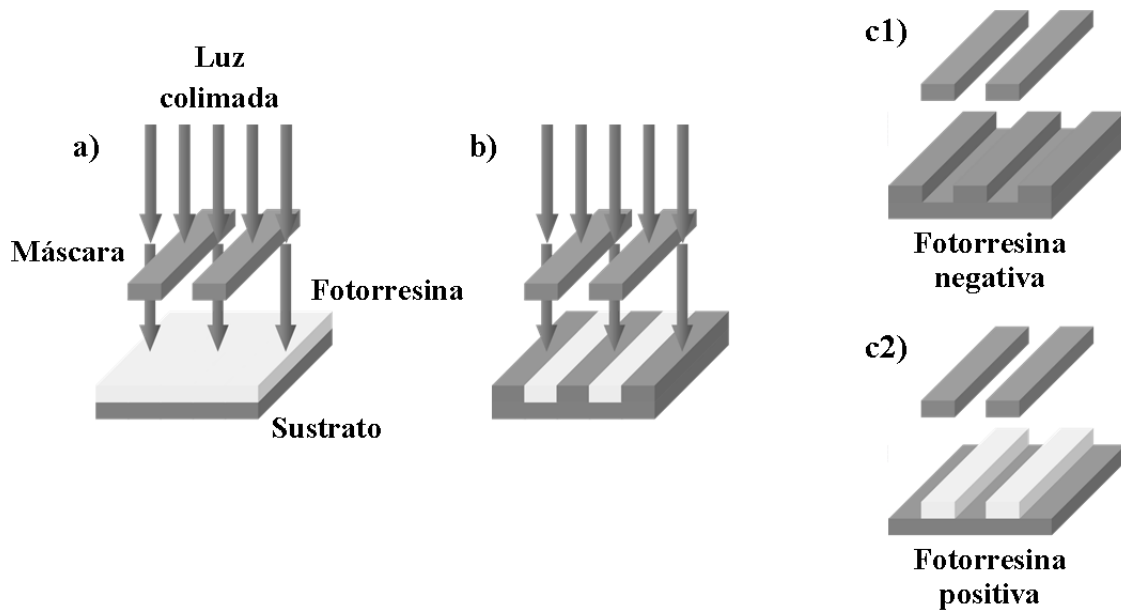 Luz
colimada
a)
Máscara
Fotorresina
Sustrato
b)
c1)
Fotorresina
negativa
c2)
Fotorresina
positiva